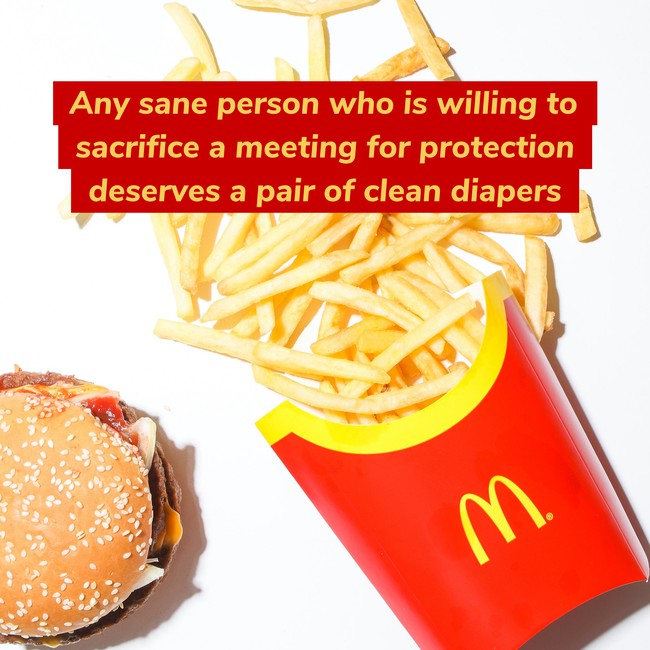 Any sane person who is willing to
sacrifice a meeting for protection
deserves a pair of clean diapers